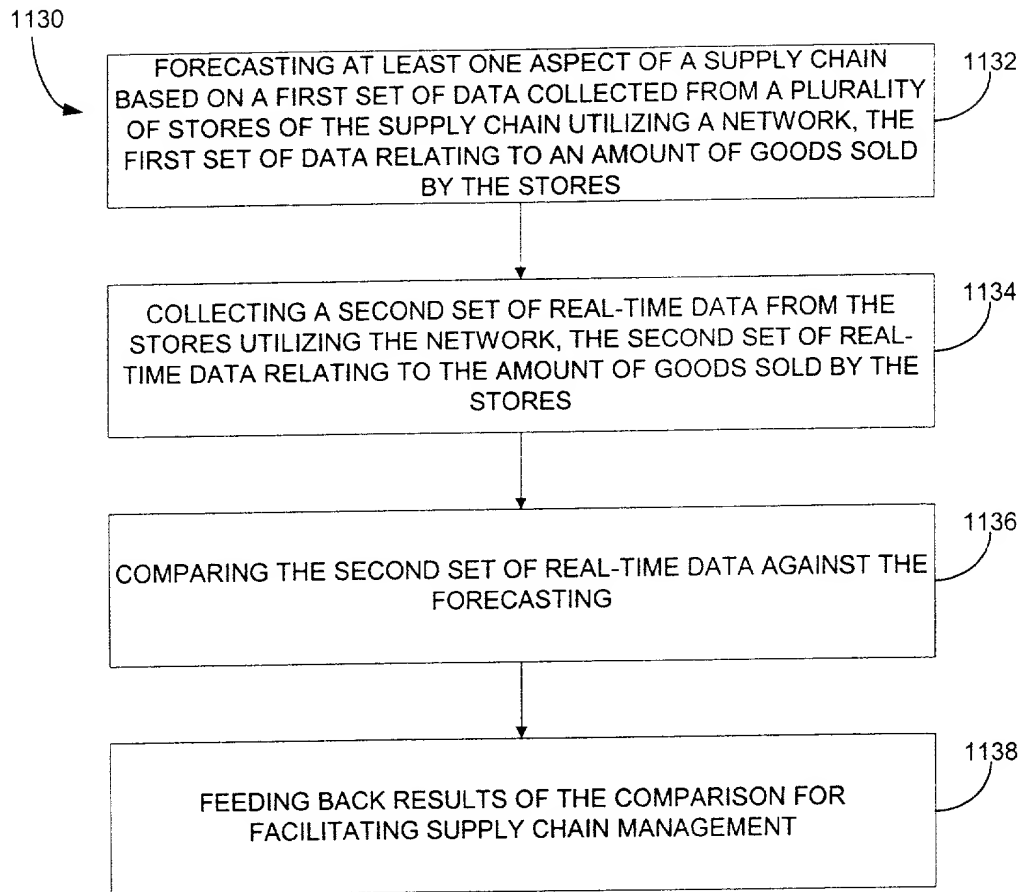 1130
FORECASTING AT LEAST ONE ASPECT OF A SUPPLY CHAIN
BASED ON A FIRST SET OF DATA COLLECTED FROM A PLURALITY
OF STORES OF THE SUPPLY CHAIN UTILIZING A NETWORK, THE
FIRST SET OF DATA RELATING TO AN AMOUNT OF GOODS SOLD
BY THE STORES
1132
COLLECTING A SECOND SET OF REAL-TIME DATA FROM THE
STORES UTILIZING THE NETWORK, THE SECOND SET OF REAL-
TIME DATA RELATING TO THE AMOUNT OF GOODS SOLD BY THE
STORES
1134
COMPARING THE SECOND SET OF REAL-TIME DATA AGAINST THE
FORECASTING
1136
FEEDING BACK RESULTS OF THE COMPARISON FOR
FACILITATING SUPPLY CHAIN MANAGEMENT
1138